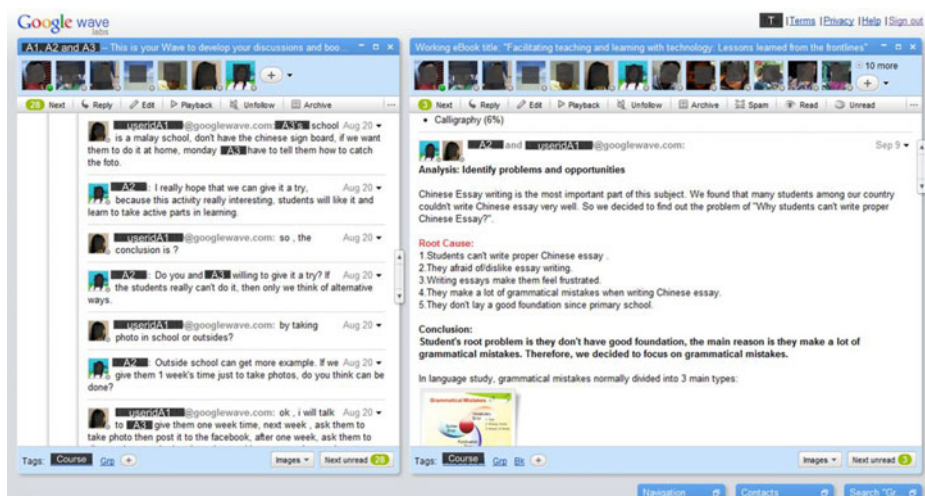 Google wave
labs
T | Terms | Privacy | Help | Sign out
A1, A2 and A3 -- This is your Wave to develop your discussions and boo...
28 Next Reply Edit Playback Unfollow Archive ...
useridA1 @googlewave.com: A3's school Aug 20
is a malay school, don't have the chinese sign board, if we want
them to do it at home, monday A3 have to tell them how to catch
the foto.
A2 : I really hope that we can give it a try, Aug 20
because this activity really interesting, students will like it and
learn to take active parts in learning.
useridA1 @googlewave.com: so , the Aug 20
conclusion is ?
A2 : Do you and A3 willing to give it a try? If Aug 20
the students really can't do it, then only we think of alternative
ways.
useridA1 @googlewave.com: by taking Aug 20
photo in school or outsides?
A2 : Outside school can get more example. If we Aug 20
give them 1 week's time just to take photos, do you think can be
done?
useridA1 @googlewave.com: ok , i will talk Aug 20
to A3 give them one week time, next week , ask them to
take photo then post it to the facebook, after one week, ask them to
Tags: Course Grp
Images Next unread 28
Working eBook title: "Facilitating teaching and learning with technology: Lessons learned from the frontlines"
10 more
3 Next Reply Edit Playback Unfollow Archive Spam Read Unread ...
• Calligraphy (6%)
A2 and useridA1 @googlewave.com: Sep 9
Analysis: Identify problems and opportunities
Chinese Essay writing is the most important part of this subject. We found that many students among our country
couldn't write Chinese essay very well. So we decided to find out the problem of "Why students can't write proper
Chinese Essay?".
Root Cause:
1.Students can't write proper Chinese essay .
2.They afraid of/dislike essay writing.
3.Writing essays make them feel frustrated.
4.They make a lot of grammatical mistakes when writing Chinese essay.
5.They don't lay a good foundation since primary school.
Conclusion:
Student's root problem is they don't have good foundation, the main reason is they make a lot of
grammatical mistakes. Therefore, we decided to focus on grammatical mistakes.
In language study, grammatical mistakes normally divided into 3 main types:
Grammatical Mistakes
Tags: Course Grp Bk
Images Next unread 3
Navigation
Contacts
Search "Gr